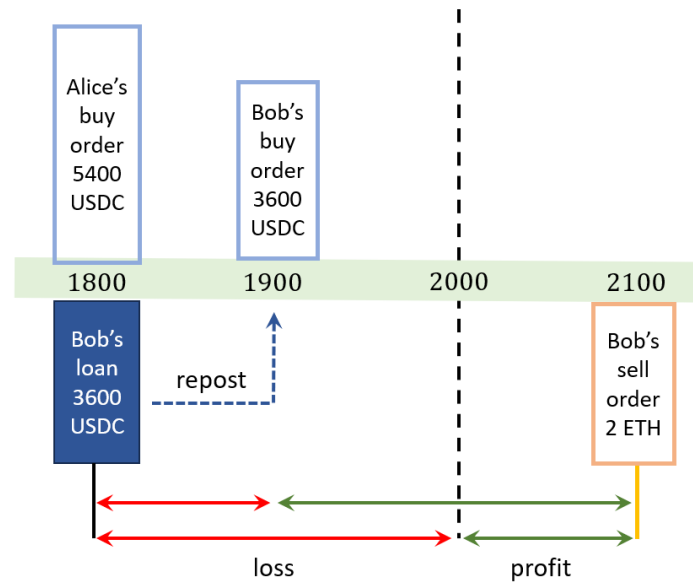 Alice's
buy
order
5400
USDC
Bob's
buy
order
3600
USDC
1800
1900
2000
2100
Bob's
loan
3600
USDC
repost
Bob's
sell
order
2 ETH
loss
profit